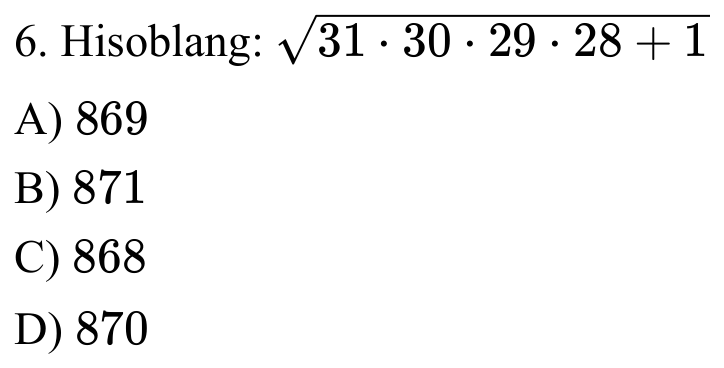 6. Hisoblang: √31 · 30 · 29 · 28 + 1
A) 869
B) 871
C) 868
D) 870